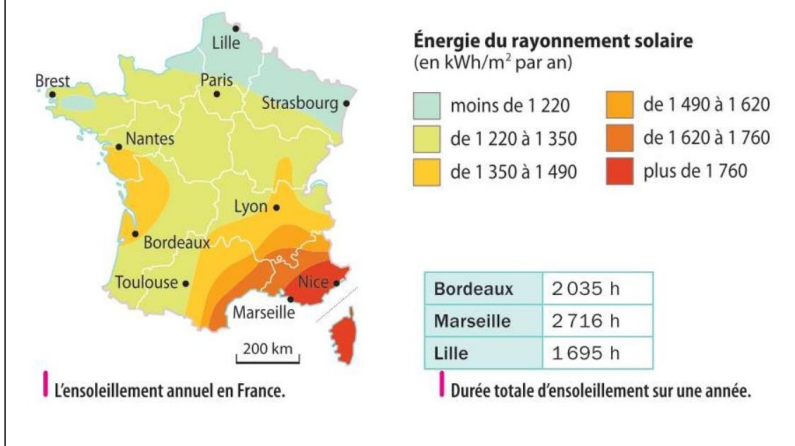 Lille
Brest
Paris
Strasbourg
Nantes
Lyon
Bordeaux
Toulouse
Nice
Marseille
200 km
L'ensoleillement annuel en France.
Énergie du rayonnement solaire
(en kWh/m² par an)
moins de 1 220
de 1 490 à 1 620
de 1 220 à 1 350
de 1 620 à 1 760
de 1 350 à 1 490
plus de 1 760
Bordeaux 2 035 h
Marseille 2 716 h
Lille 1 695 h
Durée totale d'ensoleillement sur une année.